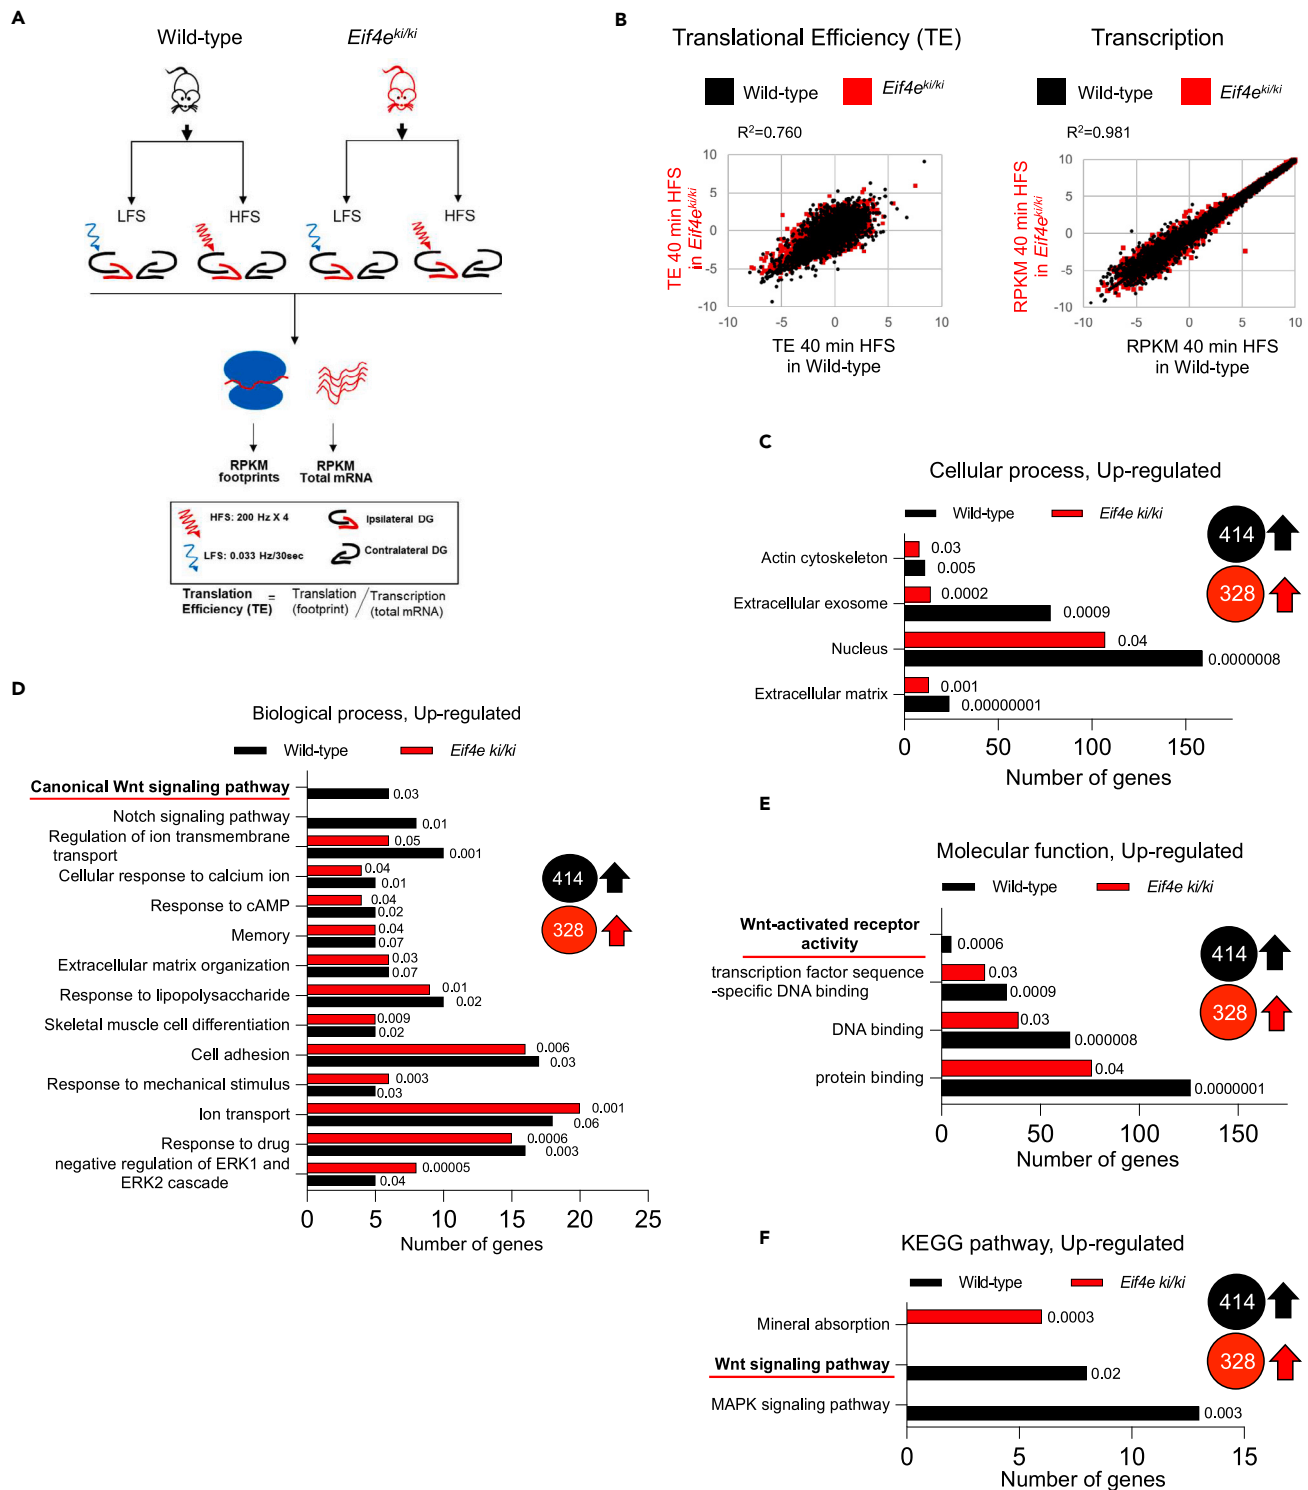 A
Wild-type
Eif4e^ki/ki
LFS
HFS
LFS
HFS
RPKM
footprints
RPKM
Total mRNA
HFS: 200 Hz X 4
Ipsilateral DG
LFS: 0.033 Hz/30sec
Contralateral DG
Translation
Efficiency (TE)
=
Translation
(footprint)
/
Transcription
(total mRNA)
B
Translational Efficiency (TE)
Wild-type
Eif4e^ki/ki
R²=0.760
10
5
0
-5
-10
-10
-5
0
5
10
TE 40 min HFS
in Eif4e^ki/ki
TE 40 min HFS
in Wild-type
Transcription
Wild-type
Eif4e^ki/ki
R²=0.981
10
5
0
-5
-10
-10
-5
0
5
10
RPKM 40 min HFS
in Eif4e^ki/ki
RPKM 40 min HFS
in Wild-type
C
Cellular process, Up-regulated
Wild-type
Eif4e ki/ki
414
328
Actin cytoskeleton
0.03
0.005
Extracellular exosome
0.0002
0.0009
Nucleus
0.04
0.0000008
Extracellular matrix
0.001
0.00000001
0
50
100
150
Number of genes
D
Biological process, Up-regulated
Wild-type
Eif4e ki/ki
414
328
Canonical Wnt signaling pathway
0.03
Notch signaling pathway
0.01
Regulation of ion transmembrane
transport
0.05
0.001
Cellular response to calcium ion
0.04
0.01
Response to cAMP
0.04
0.02
Memory
0.04
0.07
Extracellular matrix organization
0.03
0.07
Response to lipopolysaccharide
0.01
0.02
Skeletal muscle cell differentiation
0.009
0.02
Cell adhesion
0.006
0.03
Response to mechanical stimulus
0.003
0.03
Ion transport
0.001
0.06
Response to drug
0.0006
0.003
negative regulation of ERK1 and
ERK2 cascade
0.00005
0.04
0
5
10
15
20
25
Number of genes
E
Molecular function, Up-regulated
Wild-type
Eif4e ki/ki
414
328
Wnt-activated receptor
activity
0.0006
transcription factor sequence
-specific DNA binding
0.03
0.0009
DNA binding
0.03
0.000008
protein binding
0.04
0.0000001
0
50
100
150
Number of genes
F
KEGG pathway, Up-regulated
Wild-type
Eif4e ki/ki
414
328
Mineral absorption
0.0003
Wnt signaling pathway
0.02
MAPK signaling pathway
0.003
0
5
10
15
Number of genes